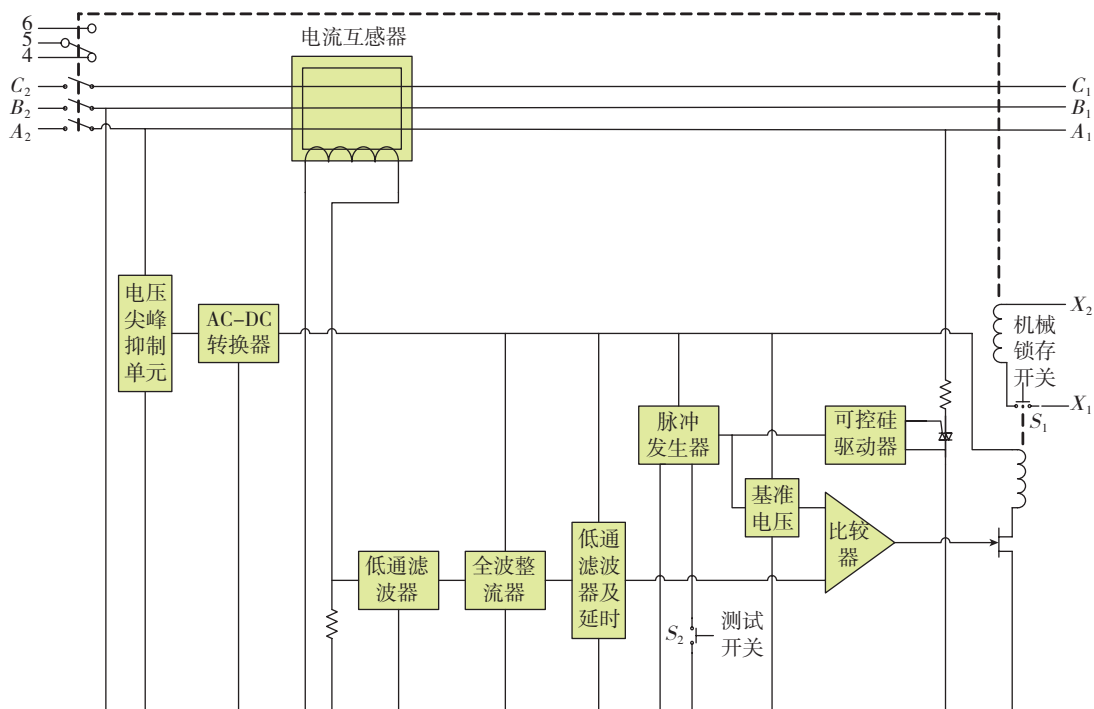 6
5
4
电流互感器
C₂
C₁
B₂
B₁
A₂
A₁
电压
尖峰
抑制
单元
AC-DC
转换器
X₂
机械
锁存
开关
X₁
S₁
脉冲
发生器
可控硅
驱动器
基准
电压
比较
器
低通滤
波器
全波整
流器
低通
滤波
器及
延时
S₂
测试
开关